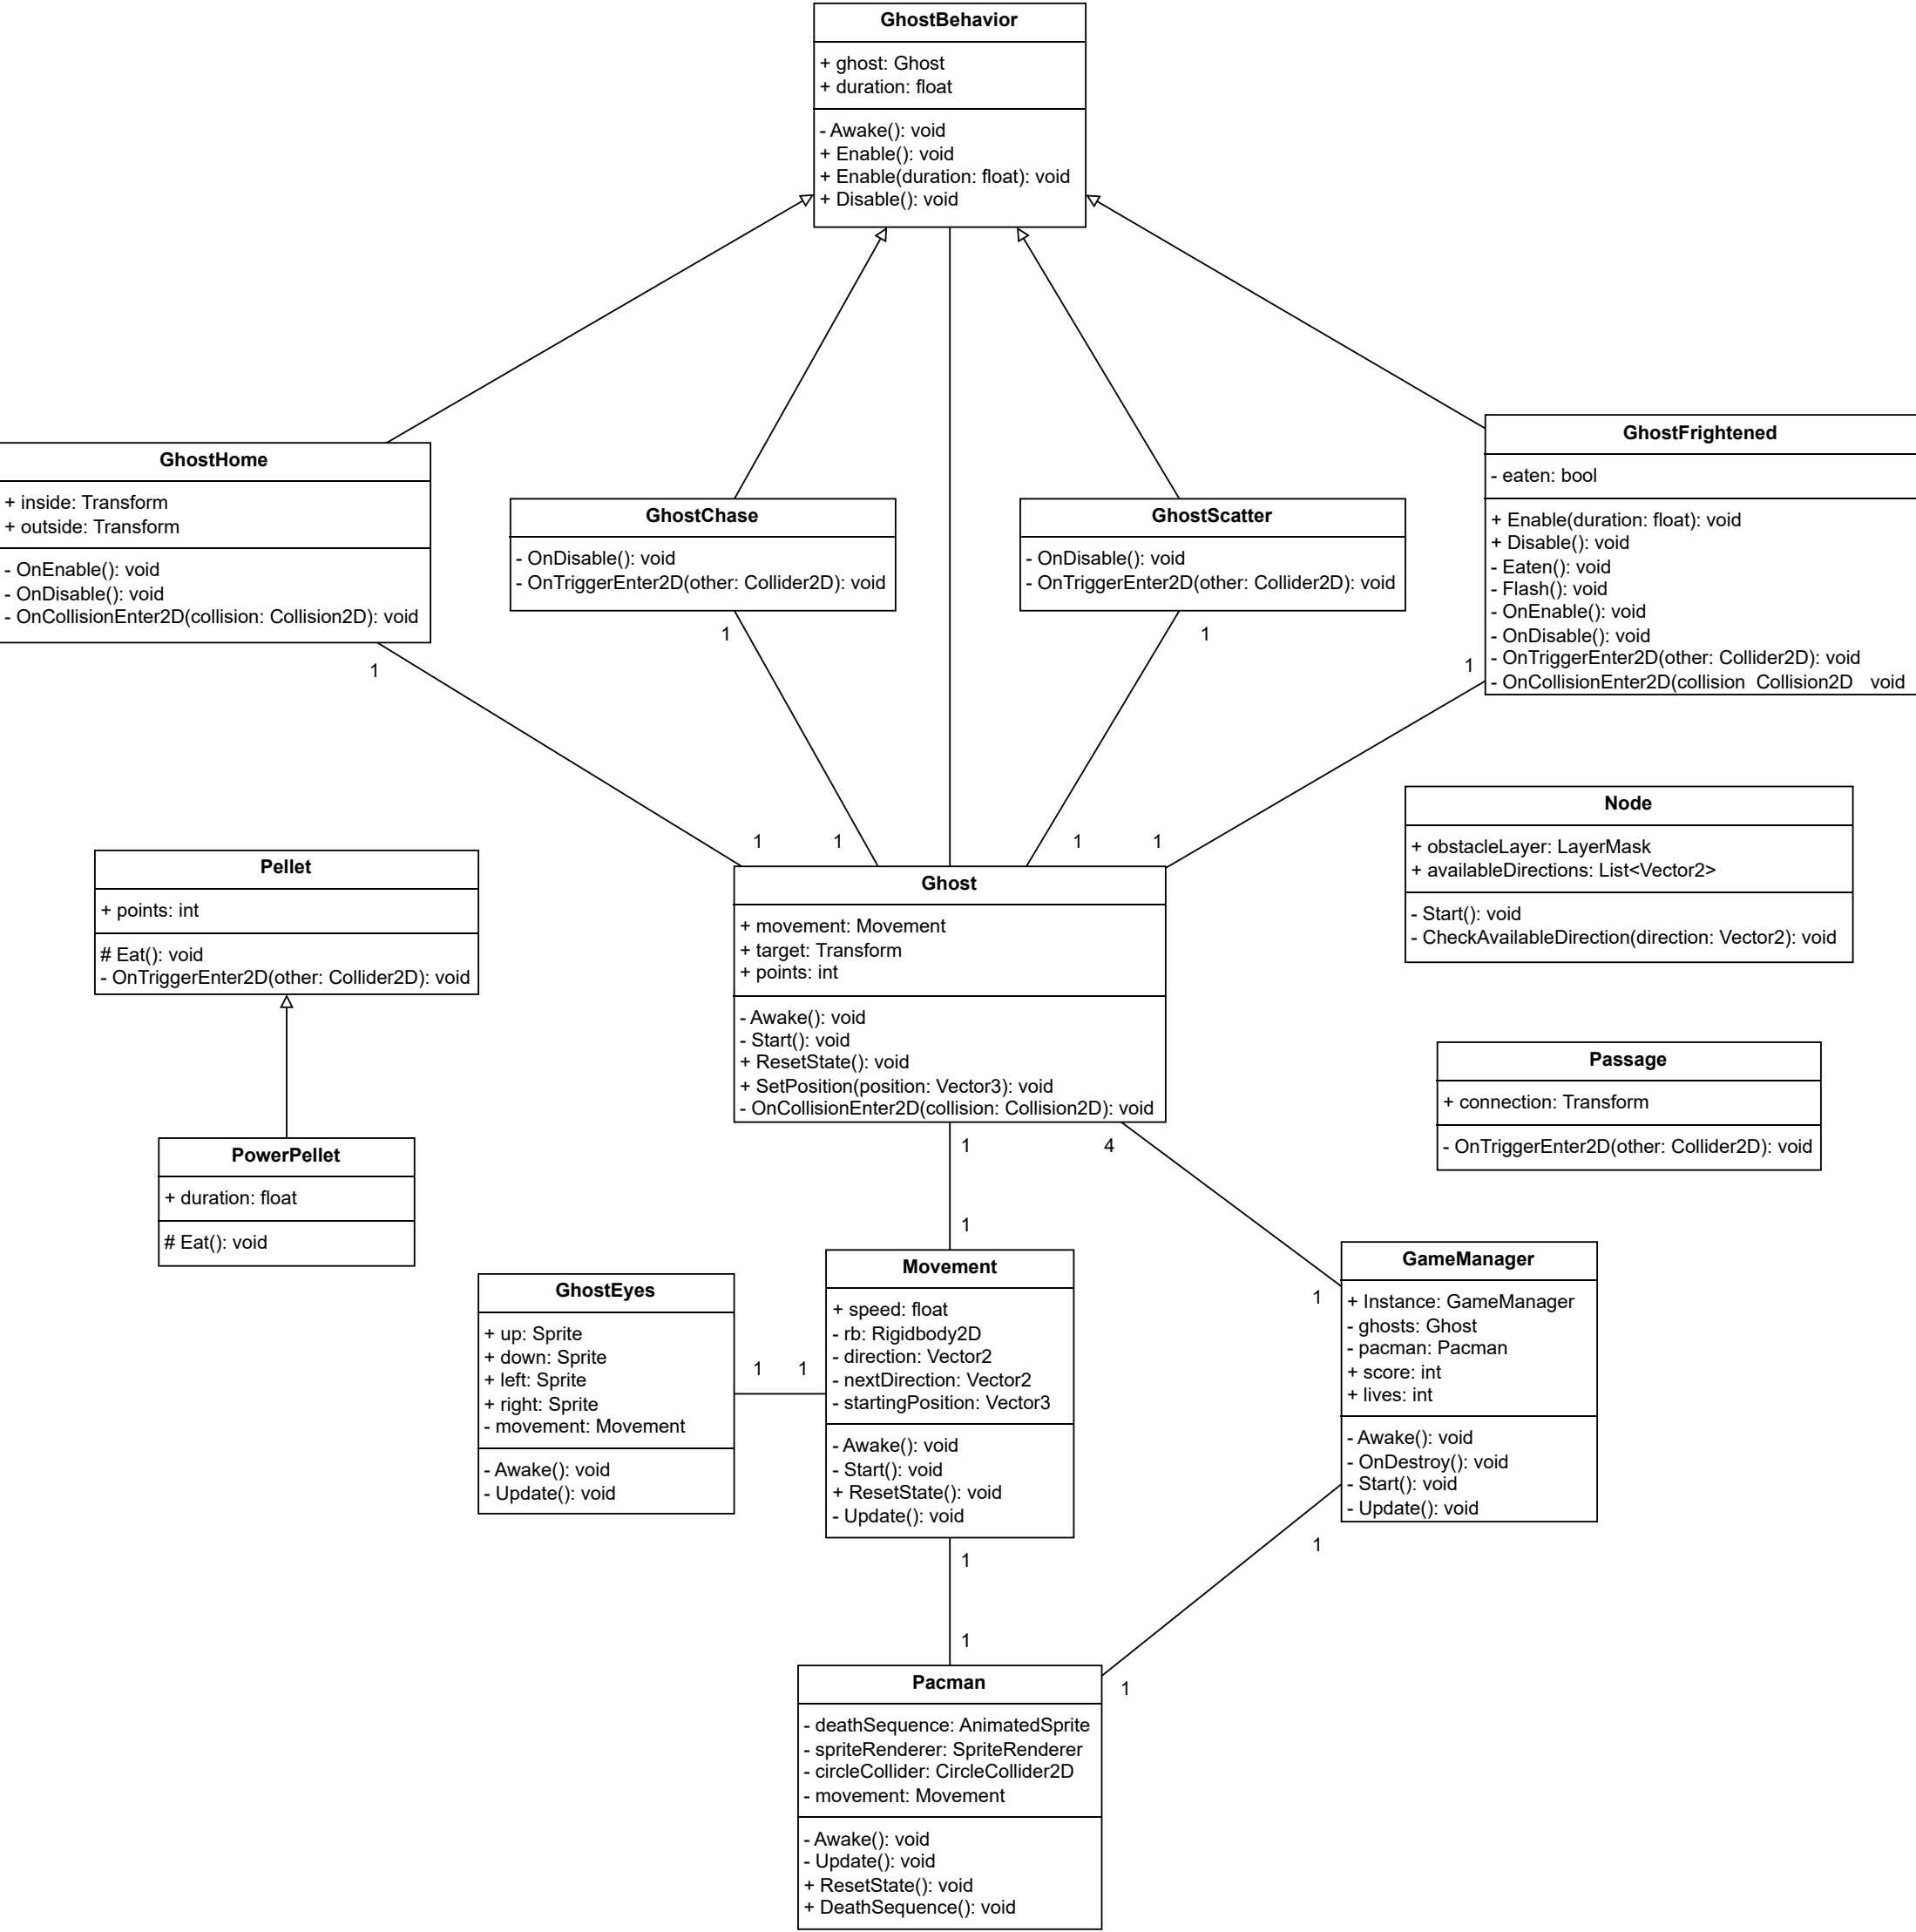 GhostBehavior
+ ghost: Ghost
+ duration: float
- Awake(): void
+ Enable(): void
+ Enable(duration: float): void
+ Disable(): void
GhostHome
+ inside: Transform
+ outside: Transform
- OnEnable(): void
- OnDisable(): void
- OnCollisionEnter2D(collision: Collision2D): void
1
GhostChase
- OnDisable(): void
- OnTriggerEnter2D(other: Collider2D): void
1
GhostScatter
- OnDisable(): void
- OnTriggerEnter2D(other: Collider2D): void
1
GhostFrightened
- eaten: bool
+ Enable(duration: float): void
+ Disable(): void
- Eaten(): void
- Flash(): void
- OnEnable(): void
- OnDisable(): void
- OnTriggerEnter2D(other: Collider2D): void
- OnCollisionEnter2D(collision Collision2D void
1
1
1
1
1
Node
+ obstacleLayer: LayerMask
+ availableDirections: List<Vector2>
- Start(): void
- CheckAvailableDirection(direction: Vector2): void
Pellet
+ points: int
# Eat(): void
- OnTriggerEnter2D(other: Collider2D): void
Ghost
+ movement: Movement
+ target: Transform
+ points: int
- Awake(): void
- Start(): void
+ ResetState(): void
+ SetPosition(position: Vector3): void
- OnCollisionEnter2D(collision: Collision2D): void
1
4
Passage
+ connection: Transform
- OnTriggerEnter2D(other: Collider2D): void
PowerPellet
+ duration: float
# Eat(): void
1
GhostEyes
+ up: Sprite
+ down: Sprite
+ left: Sprite
+ right: Sprite
- movement: Movement
- Awake(): void
- Update(): void
1
1
Movement
+ speed: float
- rb: Rigidbody2D
- direction: Vector2
- nextDirection: Vector2
- startingPosition: Vector3
- Awake(): void
- Start(): void
+ ResetState(): void
- Update(): void
1
GameManager
+ Instance: GameManager
- ghosts: Ghost
- pacman: Pacman
+ score: int
+ lives: int
- Awake(): void
- OnDestroy(): void
- Start(): void
- Update(): void
1
1
1
1
Pacman
- deathSequence: AnimatedSprite
- spriteRenderer: SpriteRenderer
- circleCollider: CircleCollider2D
- movement: Movement
- Awake(): void
- Update(): void
+ ResetState(): void
+ DeathSequence(): void